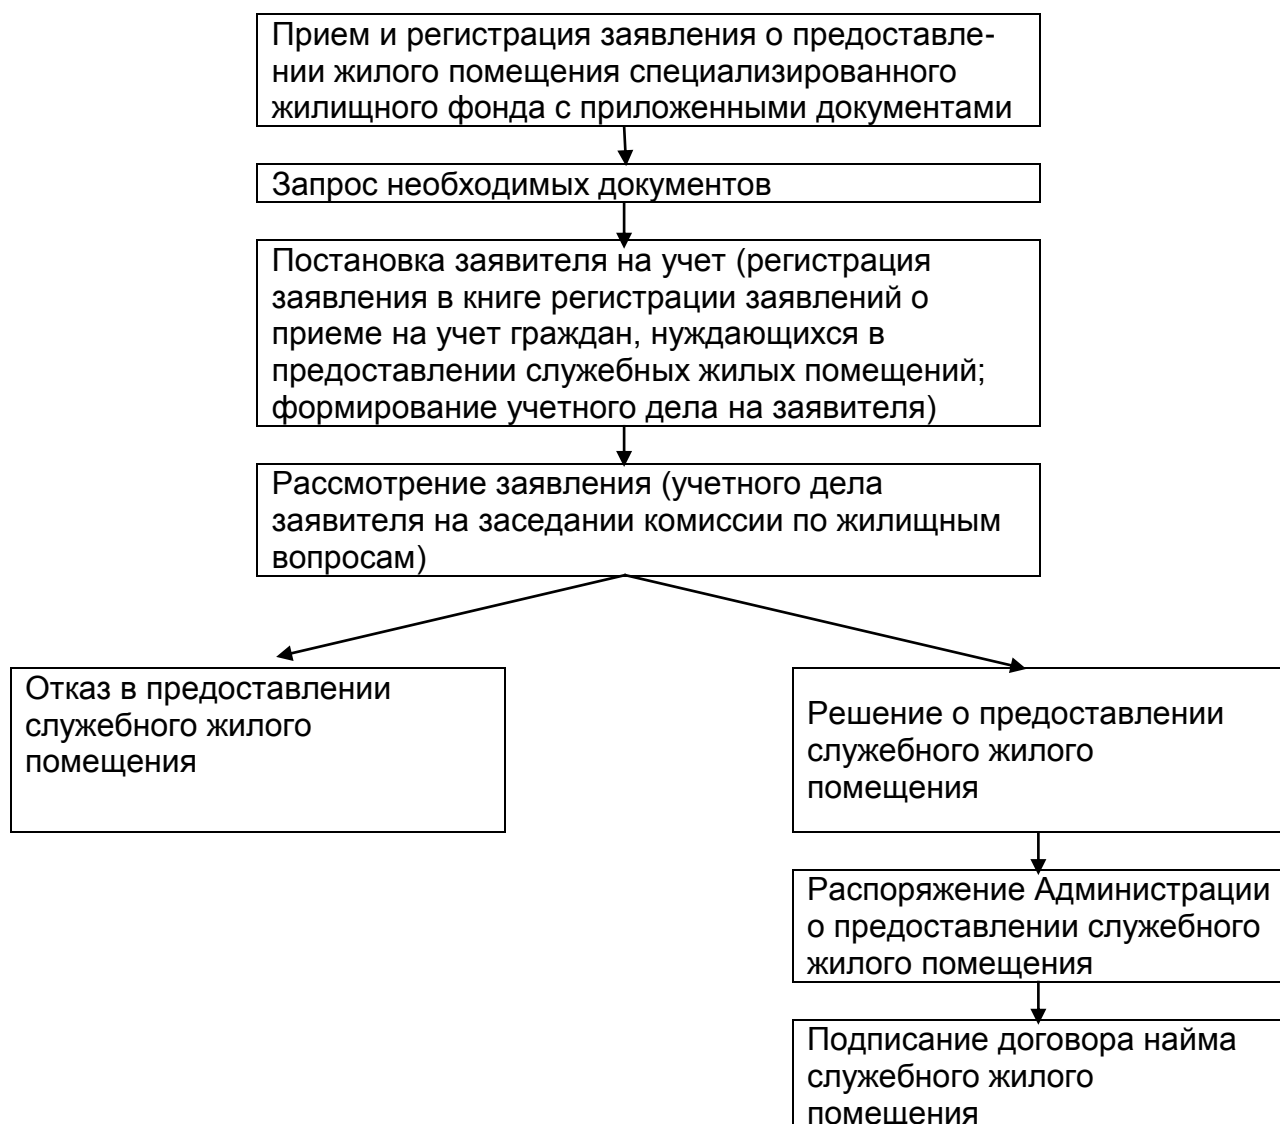 Прием и регистрация заявления о предоставле-
нии жилого помещения специализированного
жилищного фонда с приложенными документами
Запрос необходимых документов
Постановка заявителя на учет (регистрация
заявления в книге регистрации заявлений о
приеме на учет граждан, нуждающихся в
предоставлении служебных жилых помещений;
формирование учетного дела на заявителя)
Рассмотрение заявления (учетного дела
заявителя на заседании комиссии по жилищным
вопросам)
Отказ в предоставлении
служебного жилого
помещения
Решение о предоставлении
служебного жилого
помещения
Распоряжение Администрации
о предоставлении служебного
жилого помещения
Подписание договора найма
служебного жилого
помещения